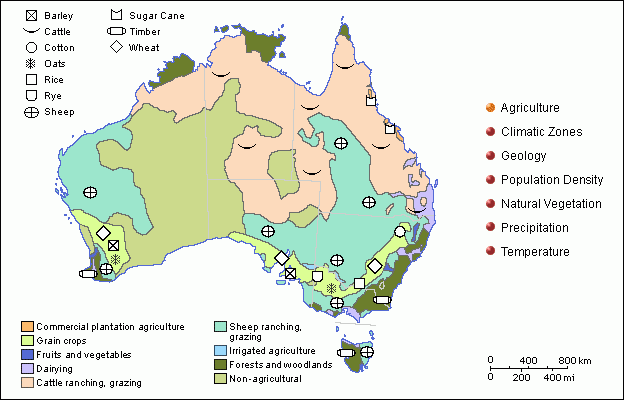 Barley
Sugar Cane
Cattle
Timber
Cotton
Wheat
Oats
Rice
Rye
Sheep
Agriculture
Climatic Zones
Geology
Population Density
Natural Vegetation
Precipitation
Temperature
Commercial plantation agriculture
Grain crops
Fruits and vegetables
Dairying
Cattle ranching, grazing
Sheep ranching,
grazing
Irrigated agriculture
Forests and woodlands
Non-agricultural
0 400 800 km
0 200 400 mi